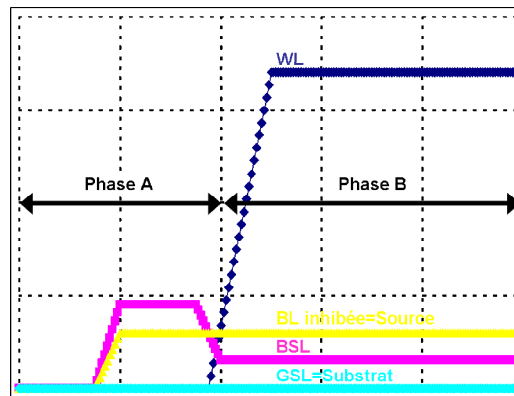 WL
Phase A
Phase B
BL inhibée=Source
BSL
GSL=Substrat